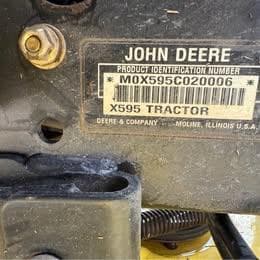 JOHN DEERE
PRODUCT IDENTIFICATION NUMBER
M0X595C020006
X595 TRACTOR
DEERE & COMPANY MOLINE, ILLINOIS U.S.A.